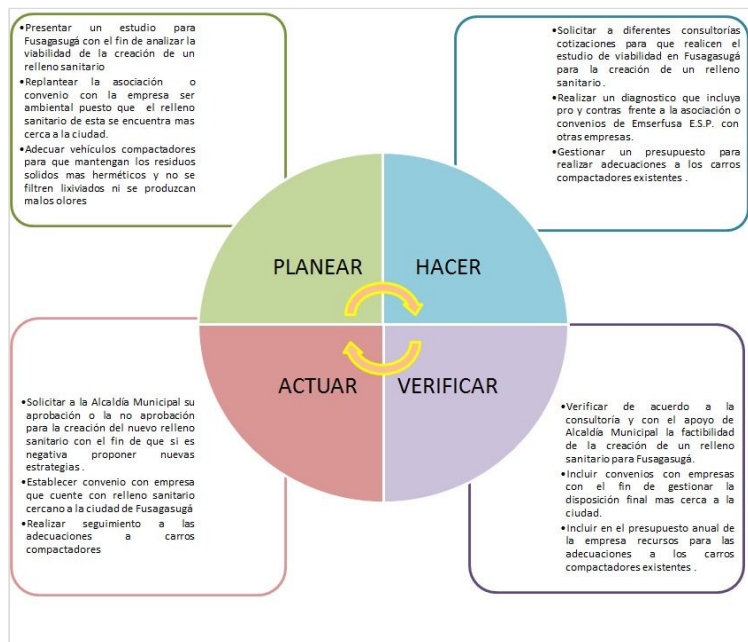 •Presentar un estudio para
Fusagasugá con el fin de analizar la
viabilidad de la creación de un
relleno sanitario
•Replantear la asociación o
convenio con la empresa ser
ambiental puesto que el relleno
sanitario de esta se encuentra mas
cerca a la ciudad.
•Adecuar vehículos compactadores
para que mantengan los residuos
solidos mas herméticos y no se
filtren lixiviados ni se produzcan
malos olores
•Solicitar a diferentes consultorías
cotizaciones para que realicen el
estudio de viabilidad en Fusagasugá
para la creación de un relleno
sanitario .
•Realizar un diagnostico que incluya
pro y contras frente a la asociación o
convenios de Emserfusa E.S.P. con
otras empresas.
•Gestionar un presupuesto para
realizar adecuaciones a los carros
compactadores existentes .
PLANEAR
HACER
ACTUAR
VERIFICAR
•Solicitar a la Alcaldía Municipal su
aprobación o la no aprobación
para la creación del nuevo relleno
sanitario con el fin de que si es
negativa proponer nuevas
estrategias .
•Establecer convenio con empresa
que cuente con relleno sanitario
cercano a la ciudad de Fusagasugá
•Realizar seguimiento a las
adecuaciones a carros
compactadores
•Verificar de acuerdo a la
consultoría y con el apoyo de
Alcaldía Municipal la factibilidad
de la creación de un relleno
sanitario para Fusagasugá.
•Incluir convenios con empresas
con el fin de gestionar la
disposición final mas cerca a la
ciudad.
•Incluir en el presupuesto anual de
la empresa recursos para las
adecuaciones a los carros
compactadores existentes .